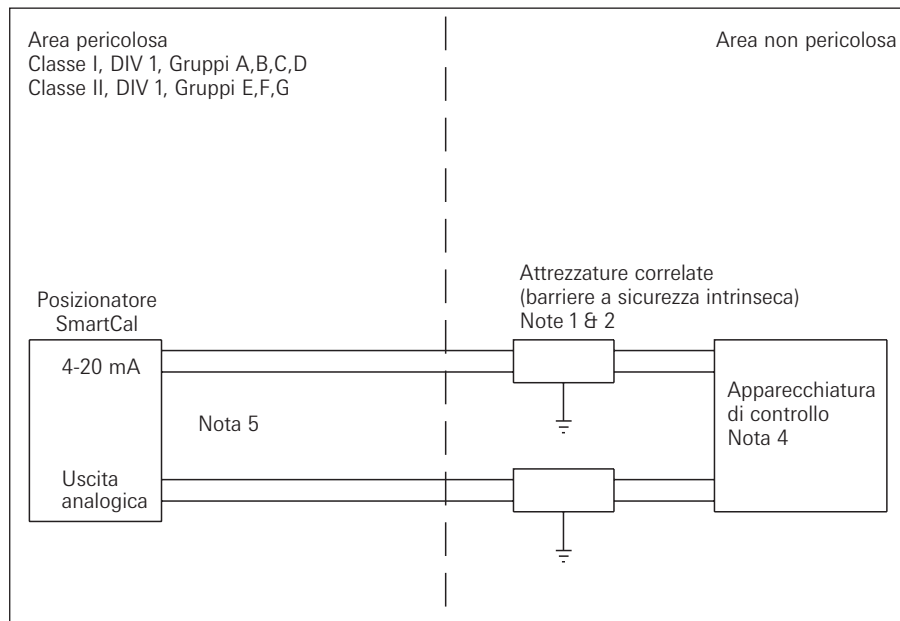 Area pericolosa
Classe I, DIV 1, Gruppi A,B,C,D
Classe II, DIV 1, Gruppi E,F,G
Area non pericolosa
Attrezzature correlate
(barriere a sicurezza intrinseca)
Note 1 & 2
Posizionatore
SmartCal
4-20 mA
Nota 5
Uscita
analogica
Apparecchiatura
di controllo
Nota 4